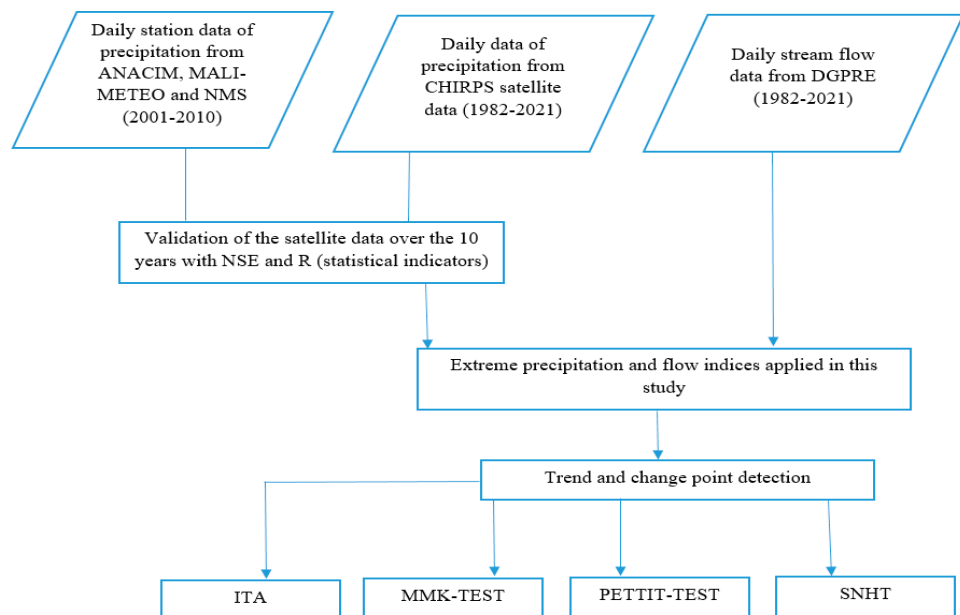 Daily station data of
precipitation from
ANACIM, MALI-
METEO and NMS
(2001-2010)
Daily data of
precipitation from
CHIRPS satellite
data (1982-2021)
Daily stream flow
data from DGPRE
(1982-2021)
Validation of the satellite data over the 10
years with NSE and R (statistical indicators)
Extreme precipitation and flow indices applied in this
study
Trend and change point detection
ITA
MMK-TEST
PETTIT-TEST
SNHT